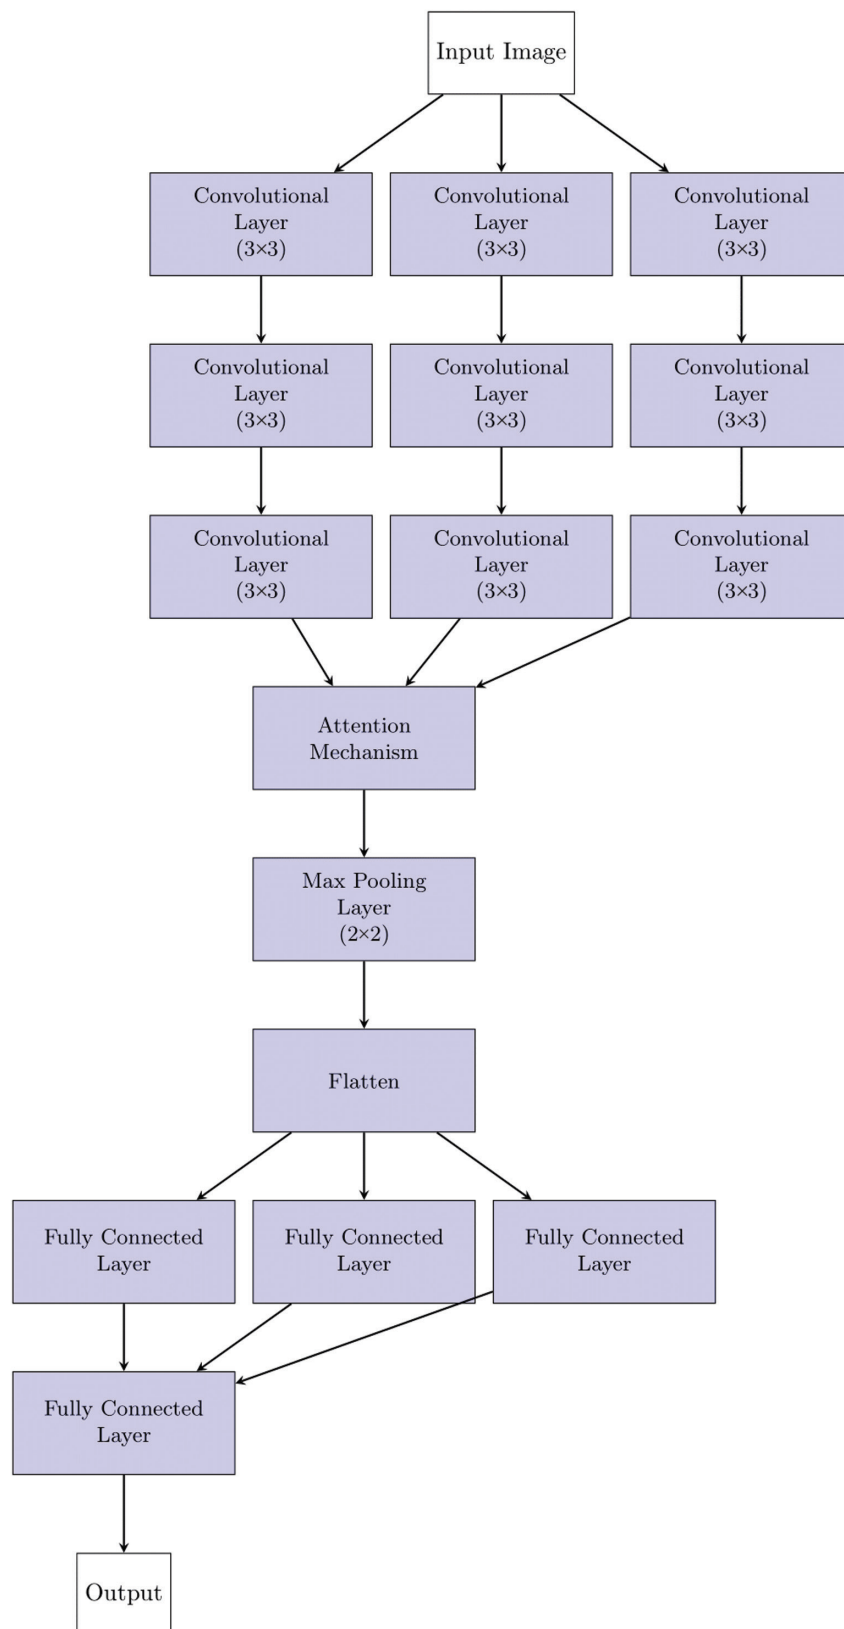 Input Image
Convolutional
Layer
(3×3)
Convolutional
Layer
(3×3)
Convolutional
Layer
(3×3)
Convolutional
Layer
(3×3)
Convolutional
Layer
(3×3)
Convolutional
Layer
(3×3)
Convolutional
Layer
(3×3)
Convolutional
Layer
(3×3)
Convolutional
Layer
(3×3)
Attention
Mechanism
Max Pooling
Layer
(2×2)
Flatten
Fully Connected
Layer
Fully Connected
Layer
Fully Connected
Layer
Fully Connected
Layer
Output